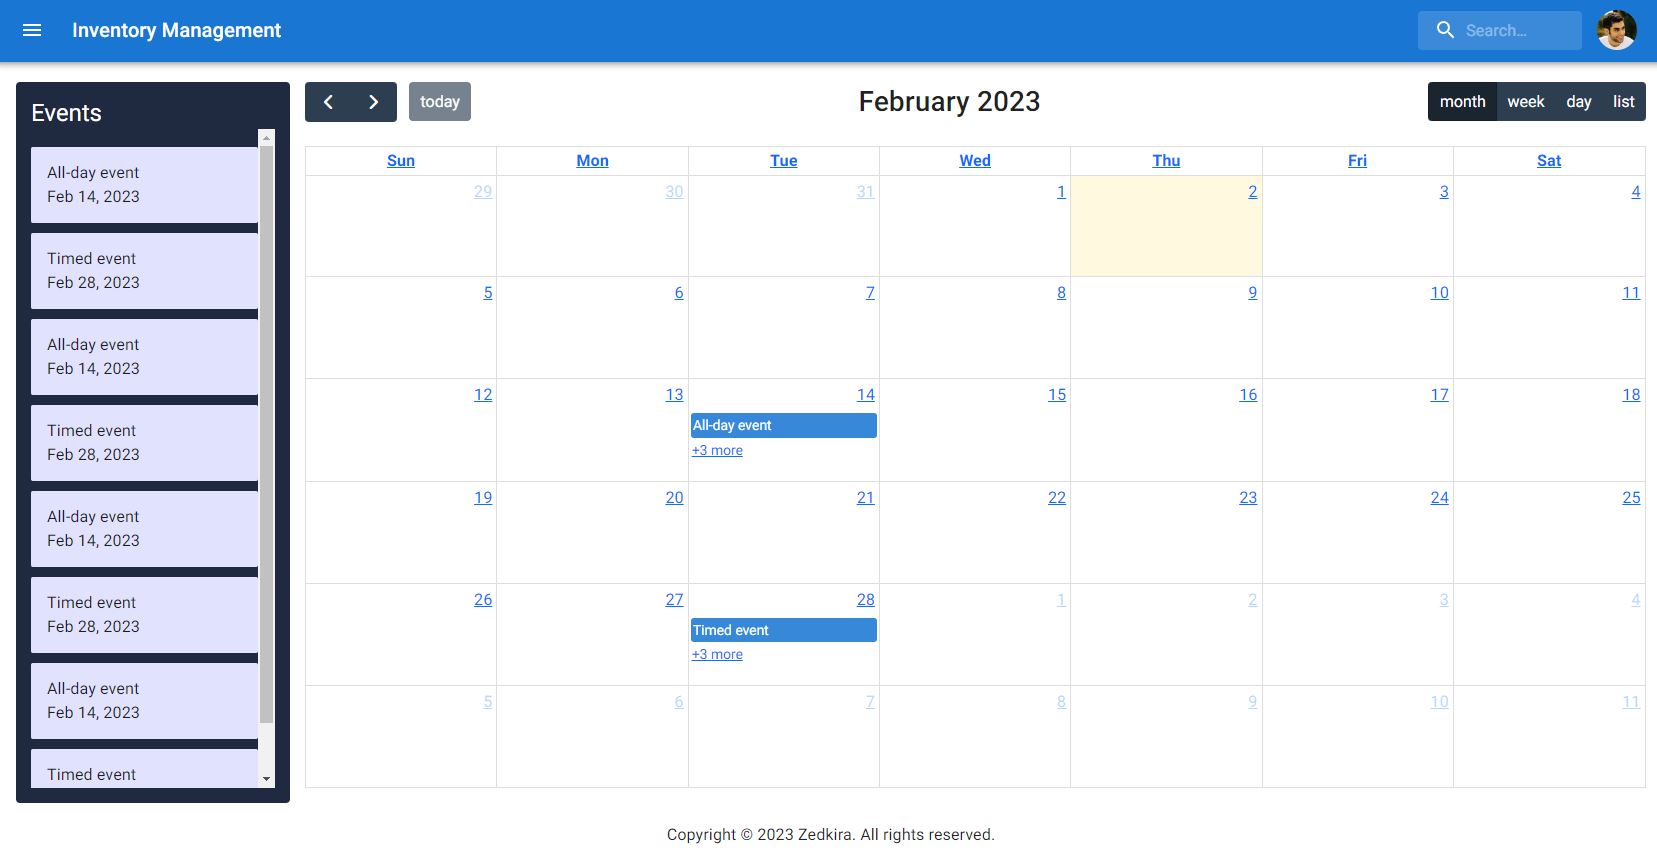 Inventory Management
Search...
Events
All-day event
Feb 14, 2023
Timed event
Feb 28, 2023
All-day event
Feb 14, 2023
Timed event
Feb 28, 2023
All-day event
Feb 14, 2023
Timed event
Feb 28, 2023
All-day event
Feb 14, 2023
Timed event
today
February 2023
month week day list
Sun Mon Tue Wed Thu Fri Sat
29 30 31 1 2 3 4
5 6 7 8 9 10 11
12 13 14 15 16 17 18
All-day event
+3 more
19 20 21 22 23 24 25
26 27 28 1 2 3 4
Timed event
+3 more
5 6 7 8 9 10 11
Copyright © 2023 Zedkira. All rights reserved.